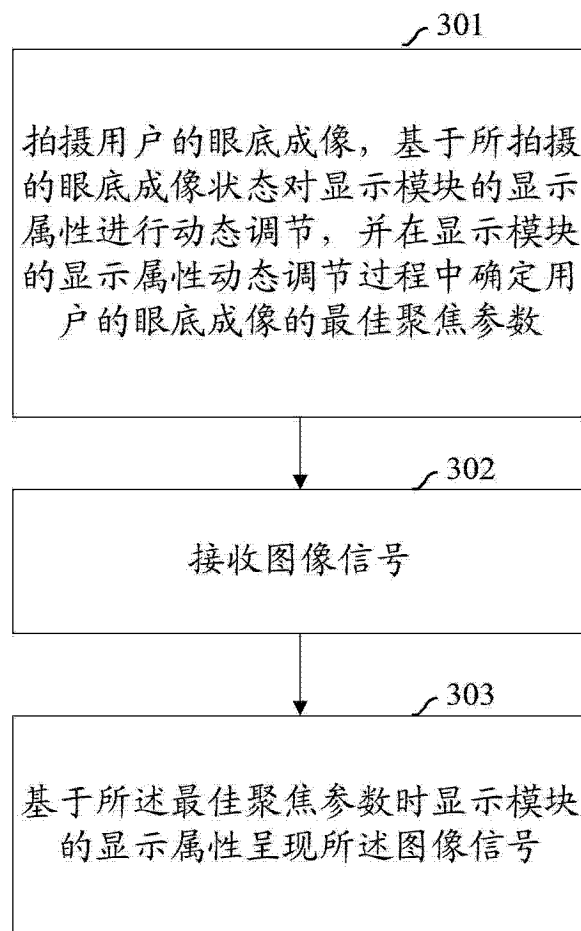 301
拍摄用户的眼底成像，基于所拍摄
的眼底成像状态对显示模块的显示
属性进行动态调节，并在显示模块
的显示属性动态调节过程中确定用
户的眼底成像的最佳聚焦参数
302
接收图像信号
303
基于所述最佳聚焦参数时显示模块
的显示属性呈现所述图像信号